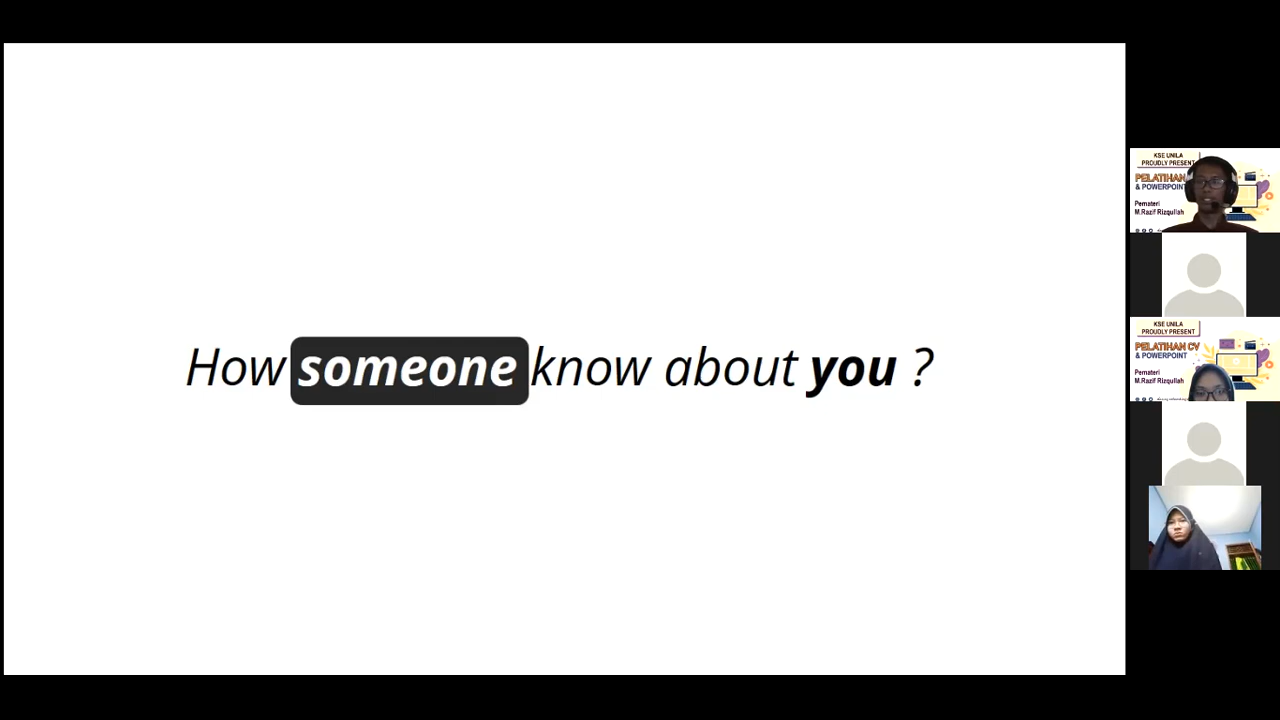 How someone know about you ?
KSE UNILA
PROUDLY PRESENT
PELATIHAN
& POWERPOINT
Pemateri
M.Razif Rizqullah
KSE UNILA
PROUDLY PRESENT
PELATIHAN CV
& POWERPOINT
Pemateri
M.Razif Rizqullah